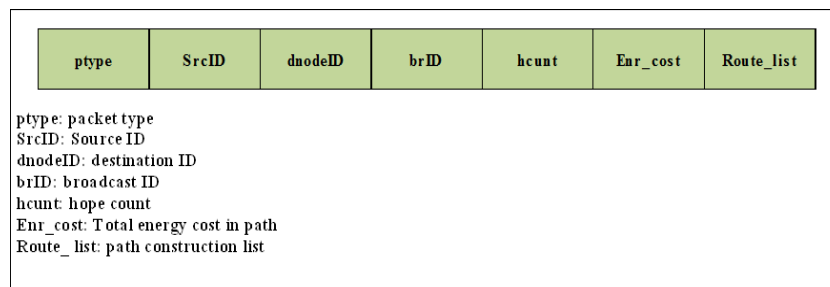 ptype SrcID dnodeID brID hcunt Enr_cost Route_list
ptype: packet type
SrcID: Source ID
dnodeID: destination ID
brID: broadcast ID
hcunt: hope count
Enr_cost: Total energy cost in path
Route_ list: path construction list